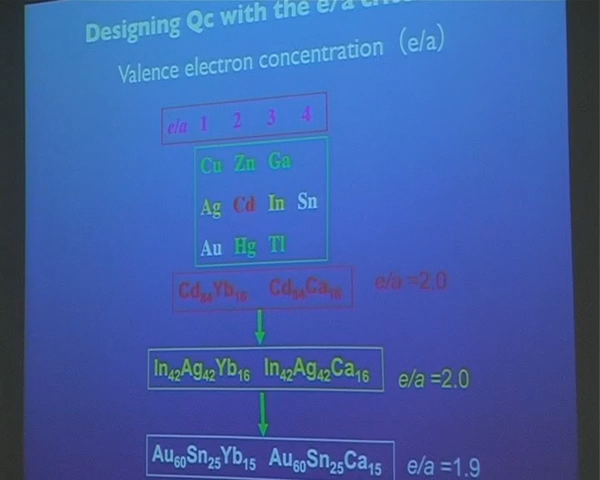 Designing Qc with the e/a
Valence electron concentration (e/a)
e/a 1 2 3 4
Cu Zn Ga
Ag Cd In Sn
Au Hg Tl
Cd₈₄Yb₁₆ Cd₈₄Ca₁₆ e/a =2.0
In₄₂Ag₄₂Yb₁₆ In₄₂Ag₄₂Ca₁₆ e/a =2.0
Au₆₀Sn₂₅Yb₁₅ Au₆₀Sn₂₅Ca₁₅ e/a =1.9